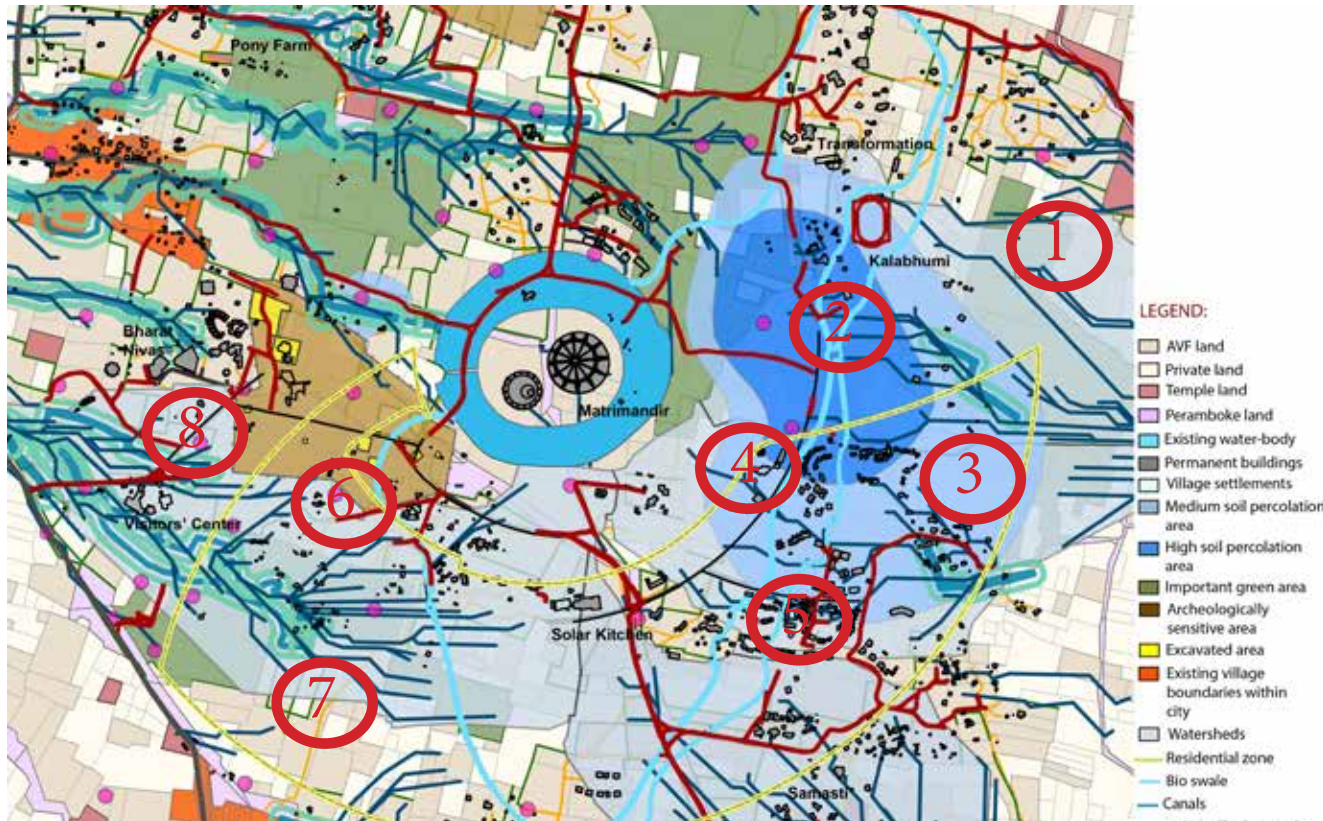 Pony Farm
Transformation
1
Kalabhumi
2
Bharat
Nivas
Matrimandir
8
4
3
6
Visitors' Center
5
Solar Kitchen
7
Samasti
LEGEND:
AVF land
Private land
Temple land
Peramboke land
Existing water-body
Permanent buildings
Village settlements
Medium soil percolation
area
High soil percolation
area
Important green area
Archeologically
sensitive area
Excavated area
Existing village
boundaries within
city
Watersheds
Residential zone
Bio swale
Canals